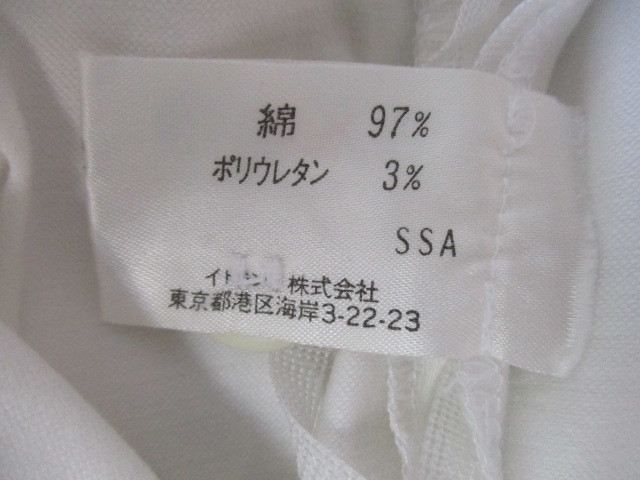 綿 97%
ポリウレタン 3%
SSA
株式会社
東京都港区海岸3-22-23